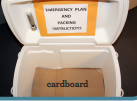 EMERGENCY PLAN
AND
PACKING
INSTRUCTIONS
cardboard